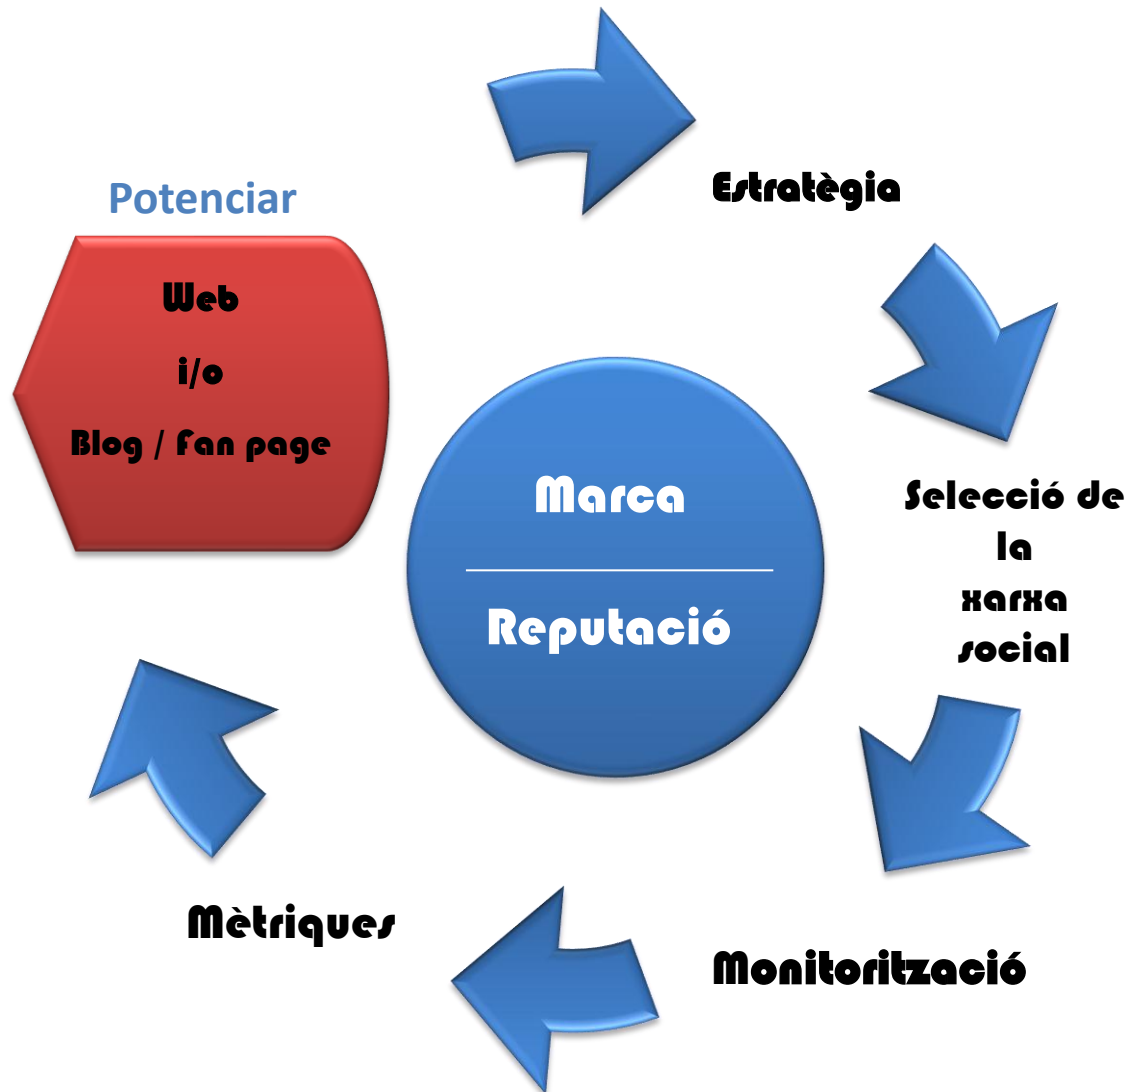 Potenciar
Web
i/o
Blog / Fan page
Estratègia
Marca
Reputació
Selecció de
la
xarxa
social
Monitorització
Mètriques